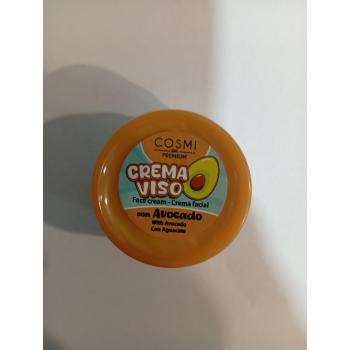 COSMI
PREMIUM
CREMA
VISO
Face cream - Crema facial
con Avocado
With Avocado
Con Aguacate